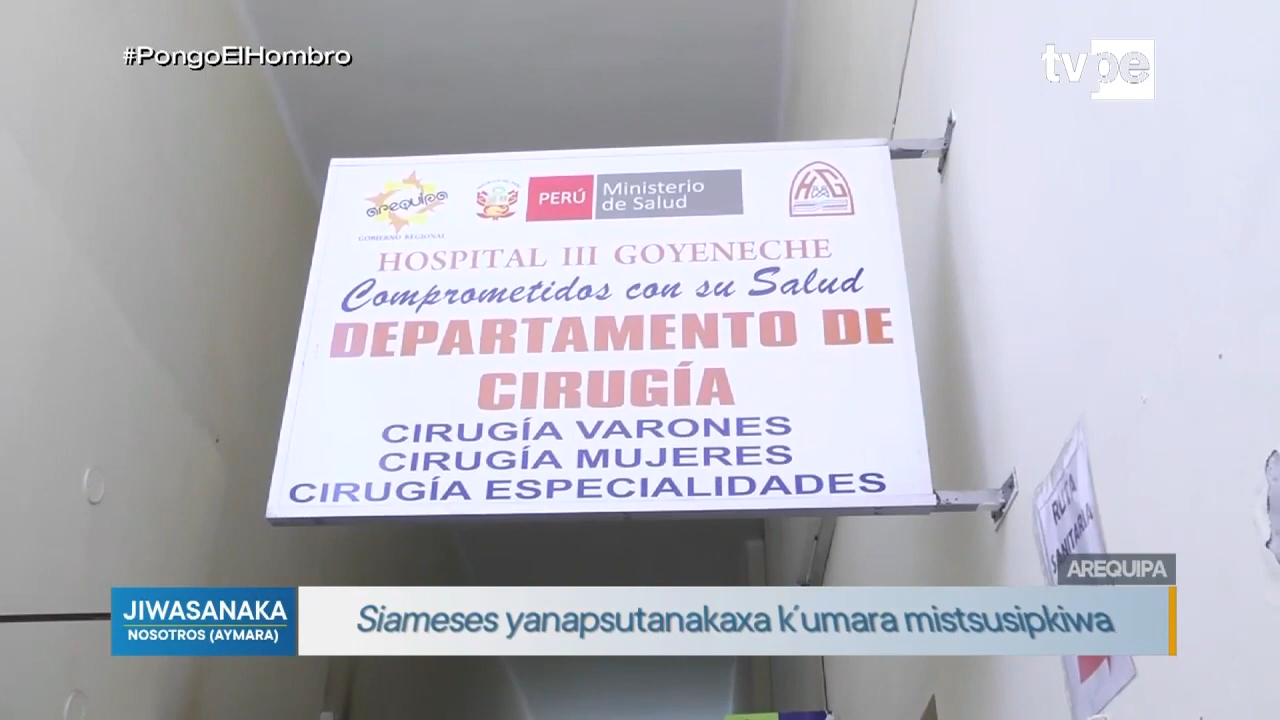 #PongoElHombro
tvpe
arequipa
GOBIERNO REGIONAL
PERÚ
Ministerio
de Salud
HG
HOSPITAL III GOYENECHE
Comprometidos con su Salud
DEPARTAMENTO DE
CIRUGÍA
CIRUGÍA VARONES
CIRUGÍA MUJERES
CIRUGÍA ESPECIALIDADES
RUTA
SANITARIA
AREQUIPA
JIWASANAKA
NOSOTROS (AYMARA)
Siameses yanapsutanakaxa k´umara mistsusipkiwa